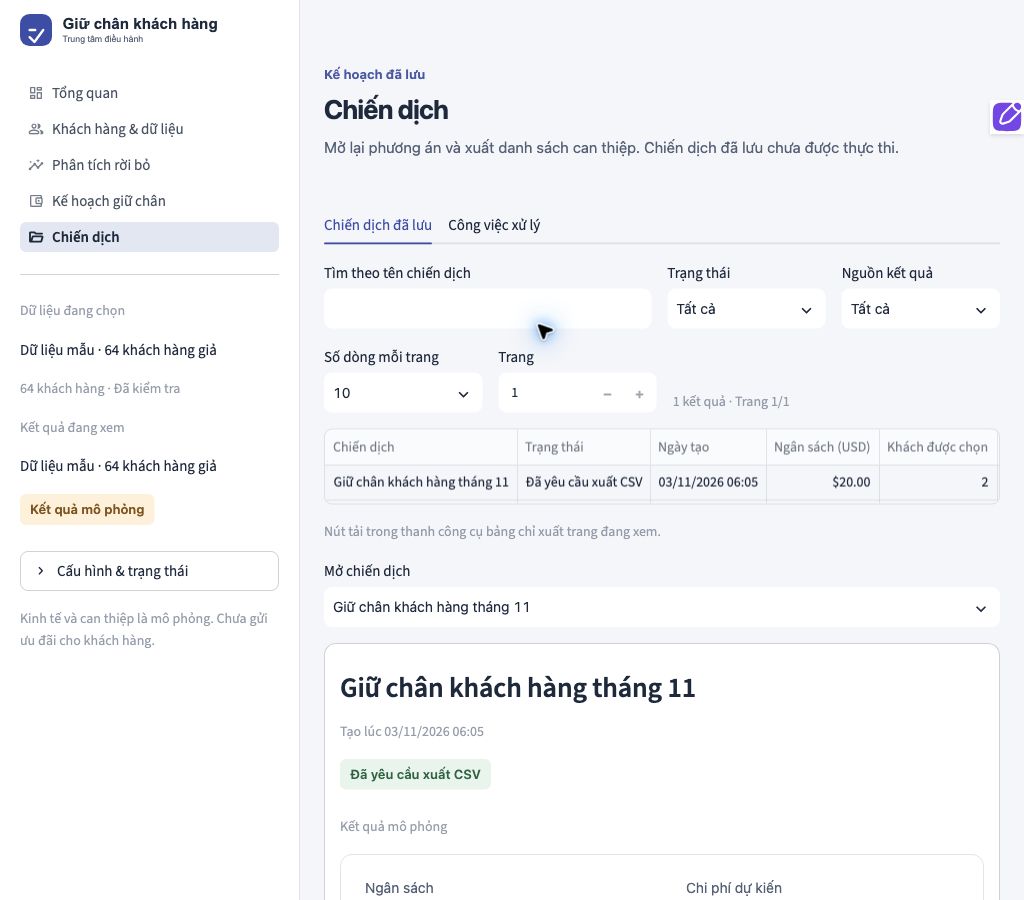 Giữ chân khách hàng
Trung tâm điều hành
Tổng quan
Khách hàng & dữ liệu
Phân tích rời bỏ
Kế hoạch giữ chân
Chiến dịch
Dữ liệu đang chọn
Dữ liệu mẫu · 64 khách hàng giả
64 khách hàng · Đã kiểm tra
Kết quả đang xem
Dữ liệu mẫu · 64 khách hàng giả
Kết quả mô phỏng
Cấu hình & trạng thái
Kinh tế và can thiệp là mô phỏng. Chưa gửi
ưu đãi cho khách hàng.
Kế hoạch đã lưu
Chiến dịch
Mở lại phương án và xuất danh sách can thiệp. Chiến dịch đã lưu chưa được thực thi.
Chiến dịch đã lưu Công việc xử lý
Tìm theo tên chiến dịch Trạng thái Nguồn kết quả
Tất cả Tất cả
Số dòng mỗi trang Trang
10 1 − + 1 kết quả · Trang 1/1
Chiến dịch Trạng thái Ngày tạo Ngân sách (USD) Khách được chọn
Giữ chân khách hàng tháng 11 Đã yêu cầu xuất CSV 03/11/2026 06:05 $20.00 2
Nút tải trong thanh công cụ bảng chỉ xuất trang đang xem.
Mở chiến dịch
Giữ chân khách hàng tháng 11
Giữ chân khách hàng tháng 11
Tạo lúc 03/11/2026 06:05
Đã yêu cầu xuất CSV
Kết quả mô phỏng
Ngân sách Chi phí dự kiến